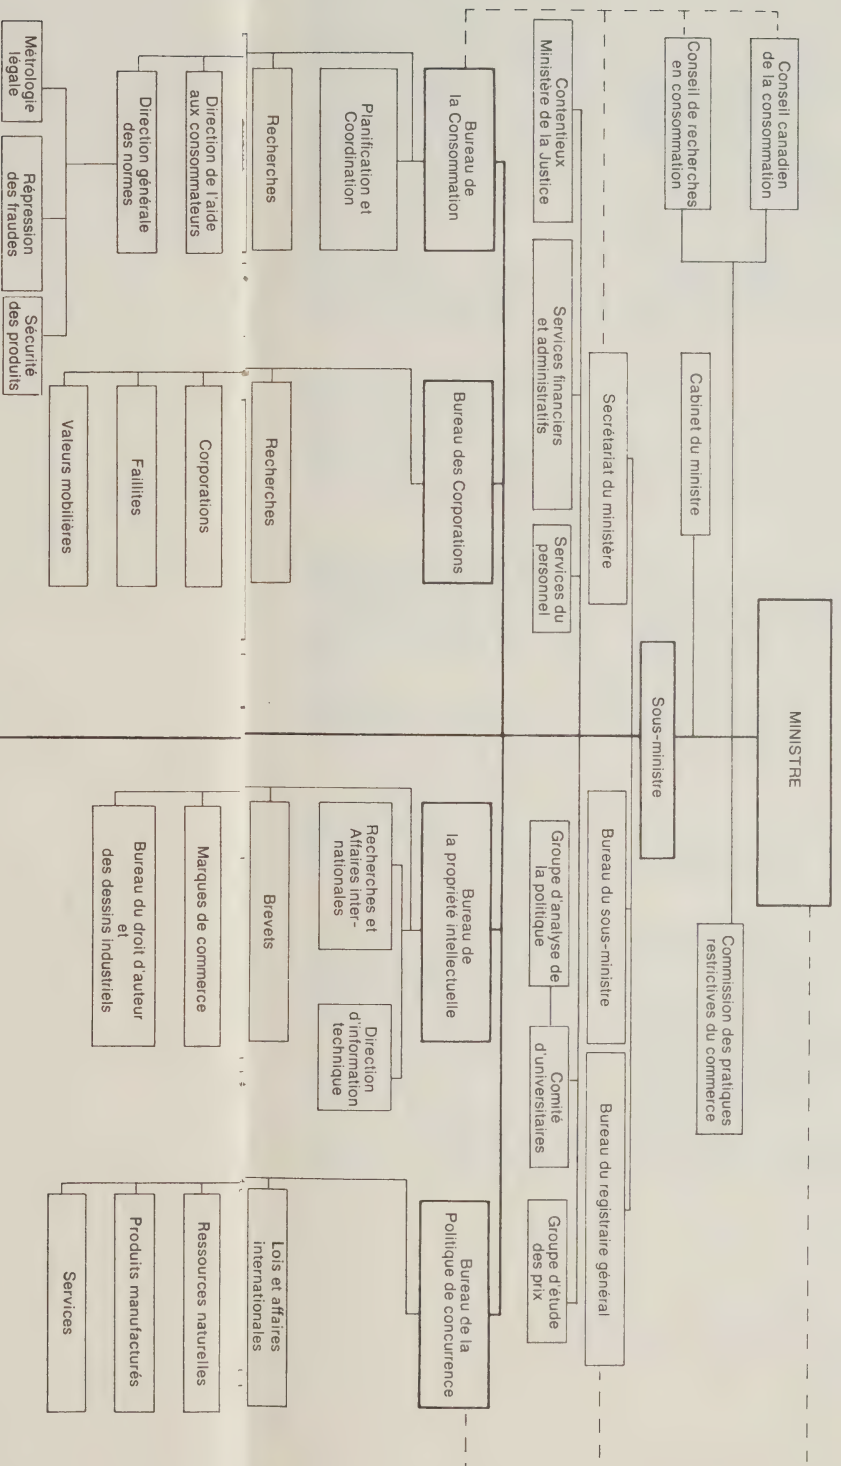 MINISTRE
Conseil canadien
de la consommation
Conseil de recherches
en consommation
Cabinet du ministre
Commission des pratiques
restrictives du commerce
Sous-ministre
Secrétariat du ministère
Bureau du sous-ministre
Bureau du registraire général
Contentieux
Ministère de la Justice
Services financiers
et administratifs
Services du
personnel
Groupe d'analyse de
la politique
Comité
d'universitaires
Groupe d'étude
des prix
Bureau de
la Consommation
Bureau des Corporations
Bureau de
la propriété intellectuelle
Bureau de la
Politique de concurrence
Planification et
Coordination
Recherches
Direction de l'aide
aux consommateurs
Direction générale
des normes
Métrologie
légale
Répression
des fraudes
Sécurité
des produits
Recherches
Corporations
Faillites
Valeurs mobilières
Recherches et
Affaires inter-
nationales
Direction
d'information
technique
Brevets
Marques de commerce
Bureau du droit d'auteur
et
des dessins industriels
Lois et affaires
internationales
Ressources naturelles
Produits manufacturés
Services